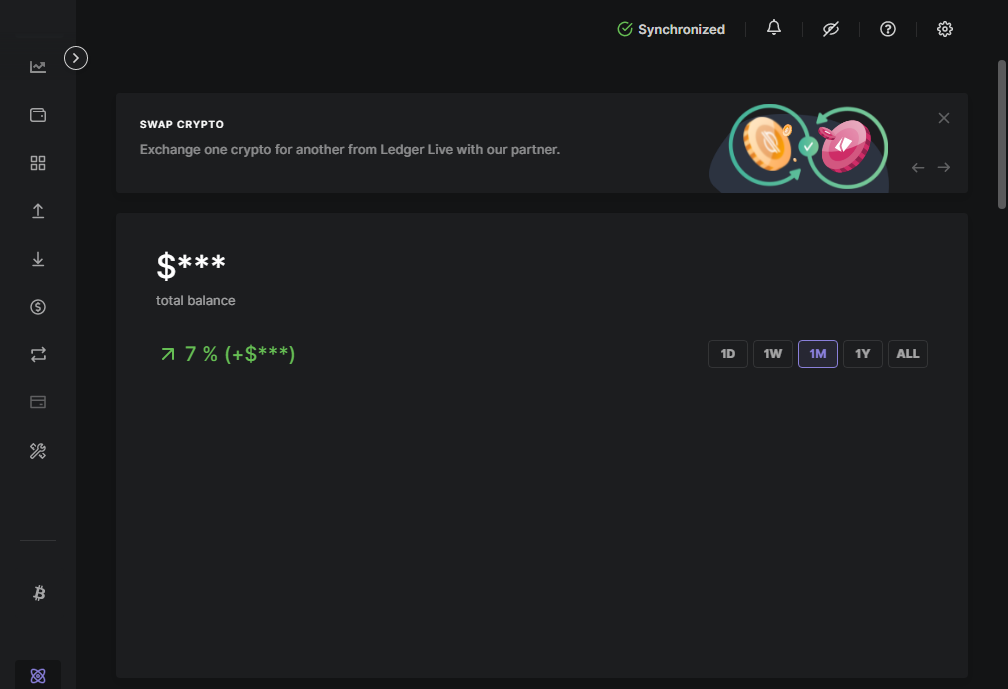 Synchronized
SWAP CRYPTO
Exchange one crypto for another from Ledger Live with our partner.
$***
total balance
7 % (+$***)
1D 1W 1M 1Y ALL